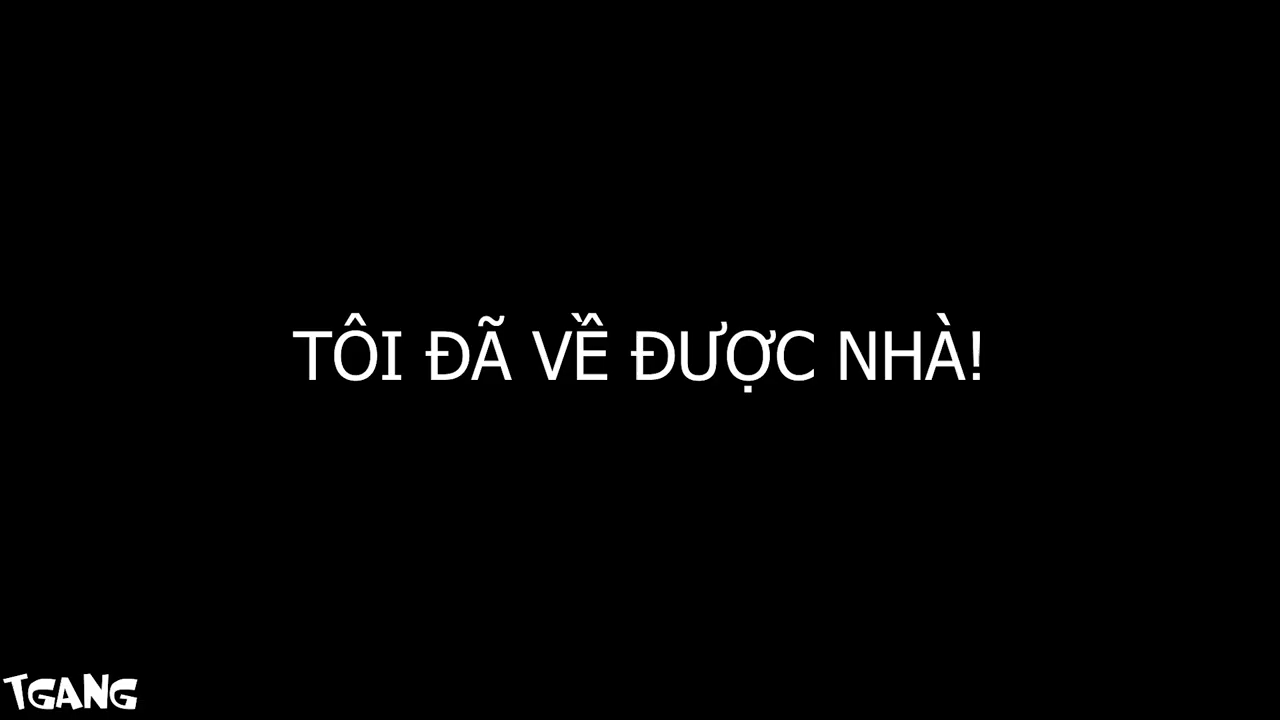 TÔI ĐÃ VỀ ĐƯỢC NHÀ!
TGANG